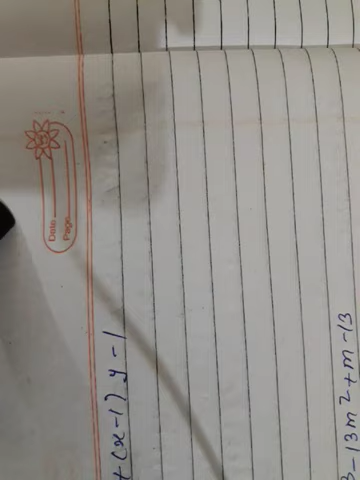 Date
Page
+ (x-1) y - 1
3 - 13m² + m - 13